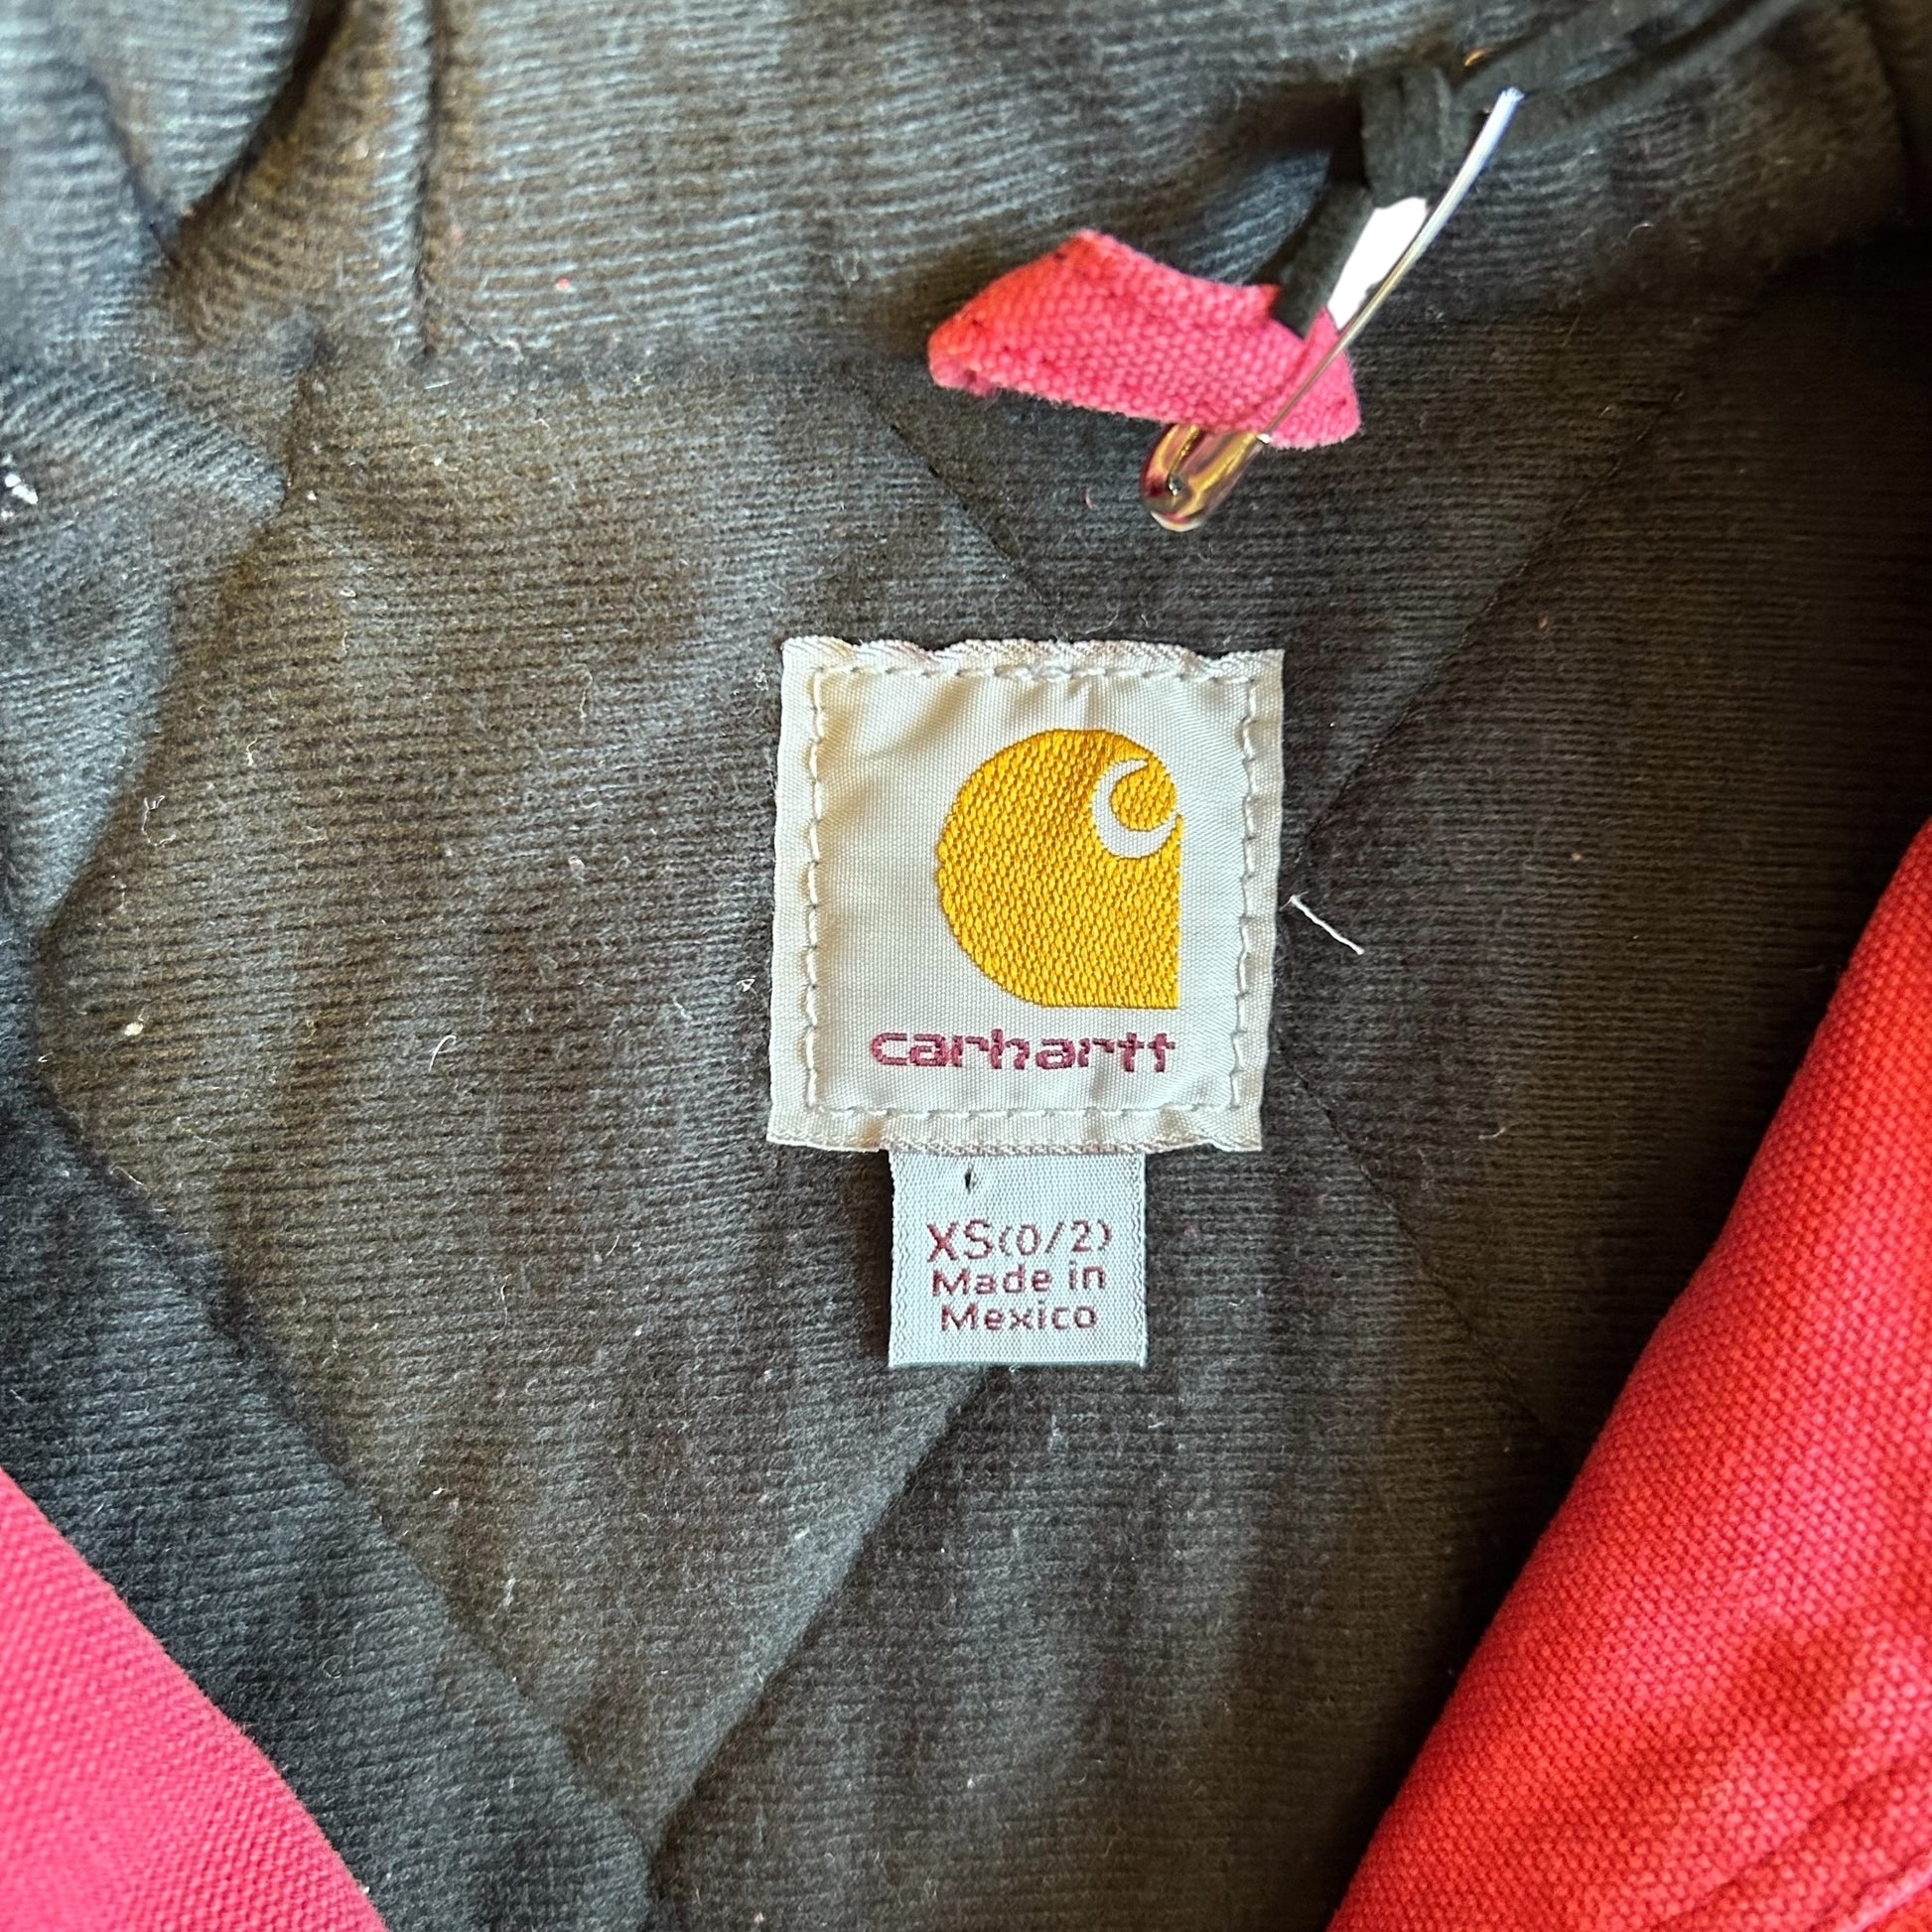 carhartt
XS(0/2)
Made in
Mexico